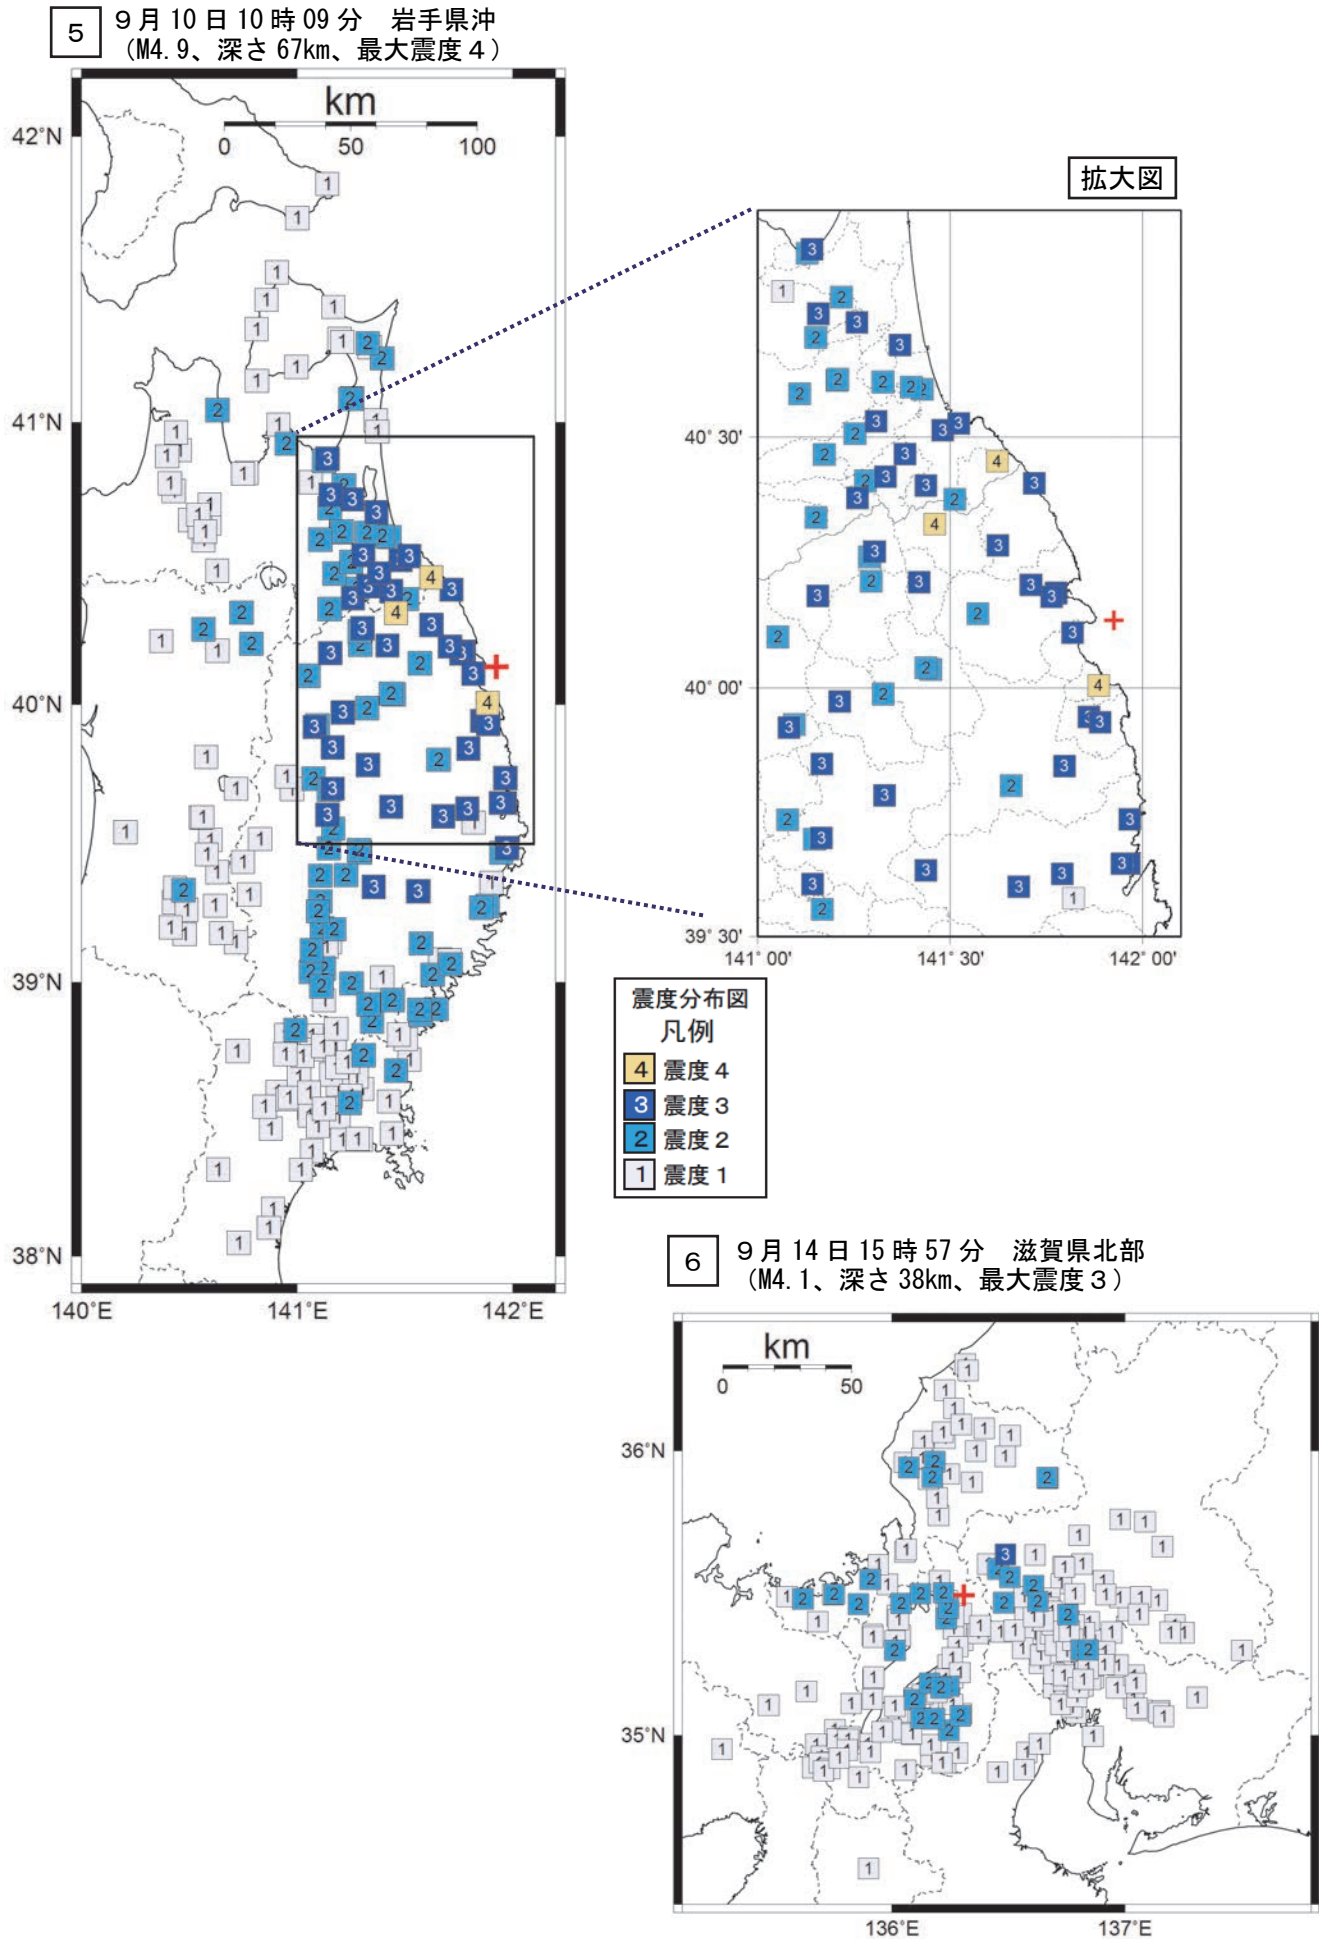 5
９月10日10時09分　岩手県沖
（M4.9、深さ67km、最大震度４）
km
0 50 100
42°N
41°N
40°N
39°N
38°N
140°E 141°E 142°E
拡大図
40° 30'
40° 00'
39° 30'
141° 00' 141° 30' 142° 00'
震度分布図
凡例
4 震度４
3 震度３
2 震度２
1 震度１
6
９月14日15時57分　滋賀県北部
（M4.1、深さ38km、最大震度３）
km
0 50
36°N
35°N
136°E 137°E